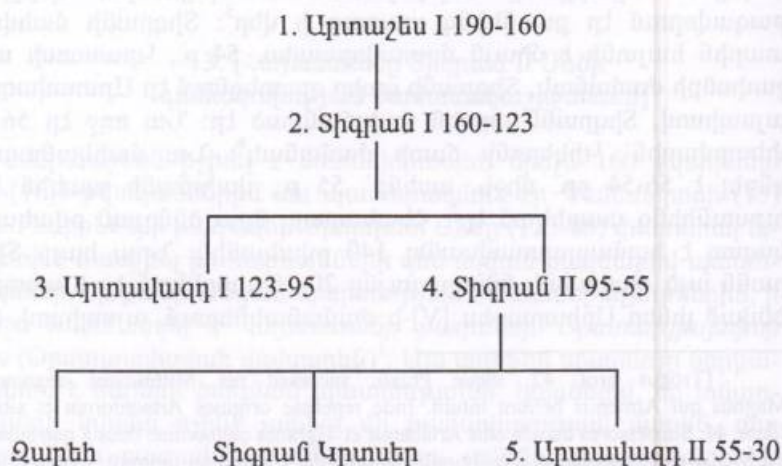 1. Արտաշես I 190-160
2. Տիգրան I 160-123
3. Արտավազդ I 123-95 4. Տիգրան II 95-55
Զարեհ Տիգրան Կրտսեր 5. Արտավազդ II 55-30